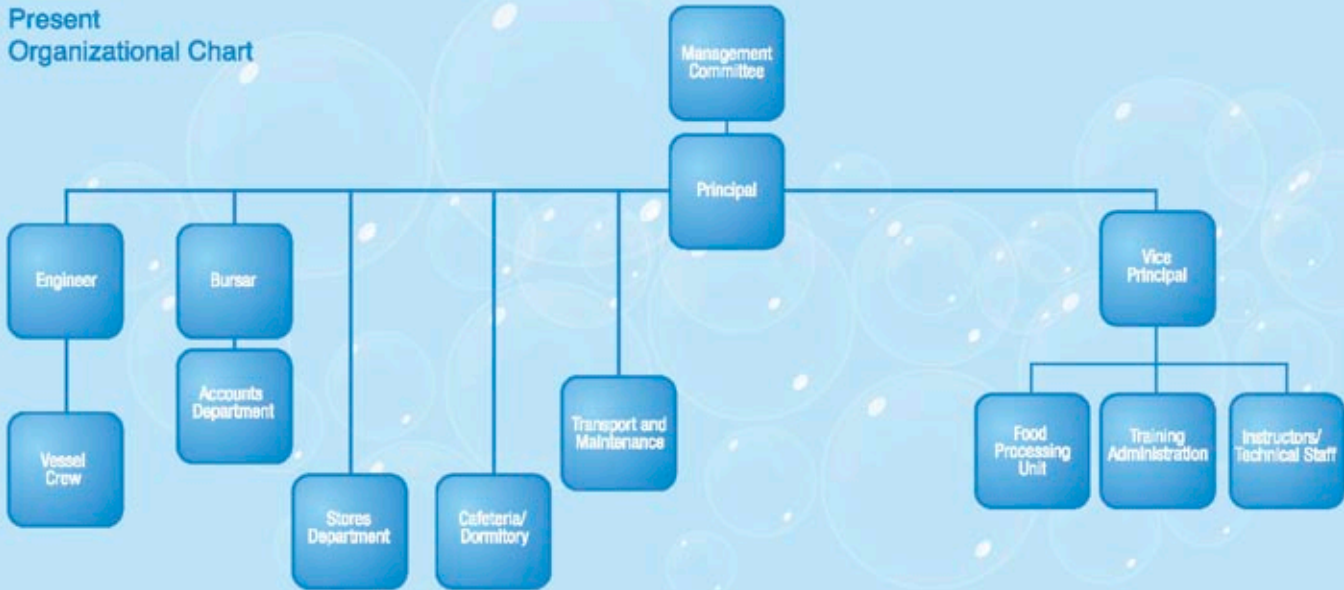 Present
Organizational Chart
Management
Committee
Principal
Engineer
Bursar
Vice
Principal
Accounts
Department
Transport and
Maintenance
Vessel
Crew
Food
Processing
Unit
Training
Administration
Instructors/
Technical Staff
Stores
Department
Cafeteria/
Dormitory